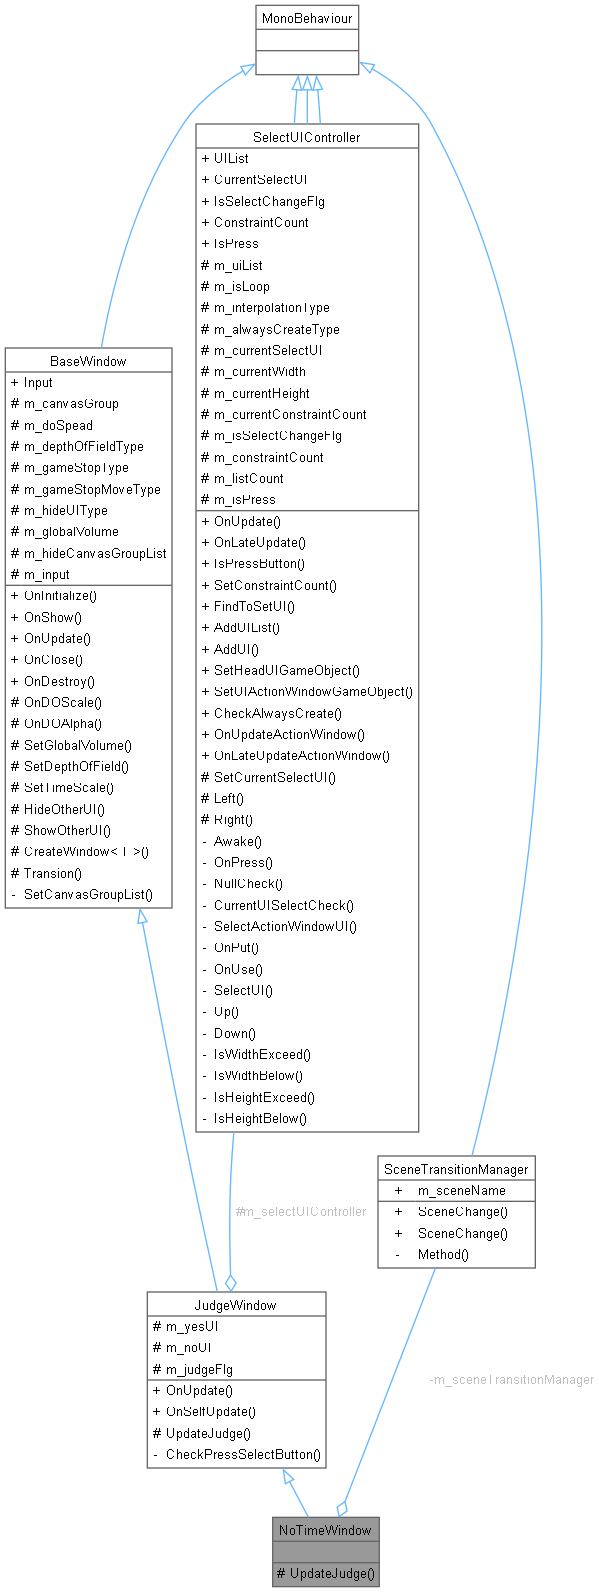 MonoBehaviour
SelectUIController
+ UIList
+ CurrentSelectUI
+ IsSelectChangeFlg
+ ConstraintCount
+ IsPress
# m_uiList
# m_isLoop
# m_interpolationType
# m_alwaysCreateType
# m_currentSelectUI
# m_currentWidth
# m_currentHeight
# m_currentConstraintCount
# m_isSelectChangeFlg
# m_constraintCount
# m_listCount
# m_isPress
+ OnUpdate()
+ OnLateUpdate()
+ IsPressButton()
+ SetConstraintCount()
+ FindToSetUI()
+ AddUIList()
+ AddUI()
+ SetHeadUIGameObject()
+ SetUIActionWindowGameObject()
+ CheckAlwaysCreate()
+ OnUpdateActionWindow()
+ OnLateUpdateActionWindow()
# SetCurrentSelectUI()
# Left()
# Right()
- Awake()
- OnPress()
- NullCheck()
- CurrentUISelectCheck()
- SelectActionWindowUI()
- OnPut()
- OnUse()
- SelectUI()
- Up()
- Down()
- IsWidthExceed()
- IsWidthBelow()
- IsHeightExceed()
- IsHeightBelow()
BaseWindow
+ Input
# m_canvasGroup
# m_doSpead
# m_depthOfFieldType
# m_gameStopType
# m_gameStopMoveType
# m_hideUIType
# m_globalVolume
# m_hideCanvasGroupList
# m_input
+ OnInitialize()
+ OnShow()
+ OnUpdate()
+ OnClose()
+ OnDestroy()
# OnDOScale()
# OnDOAlpha()
# SetGlobalVolume()
# SetDepthOfField()
# SetTimeScale()
# HideOtherUI()
# ShowOtherUI()
# CreateWindow< T >()
# Transion()
- SetCanvasGroupList()
SceneTransitionManager
+ m_sceneName
+ SceneChange()
+ SceneChange()
- Method()
#m_selectUIController
JudgeWindow
# m_yesUI
# m_noUI
# m_judgeFlg
+ OnUpdate()
+ OnSelfUpdate()
# UpdateJudge()
- CheckPressSelectButton()
-m_sceneTransitionManager
NoTimeWindow
# UpdateJudge()